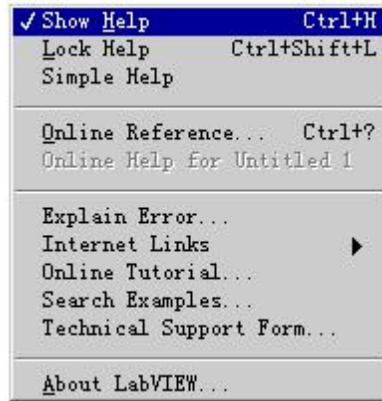 ✓ Show Help Ctrl+H
Lock Help Ctrl+Shift+L
Simple Help
Online Reference... Ctrl+?
Online Help for Untitled 1
Explain Error...
Internet Links
Online Tutorial...
Search Examples...
Technical Support Form...
About LabVIEW...